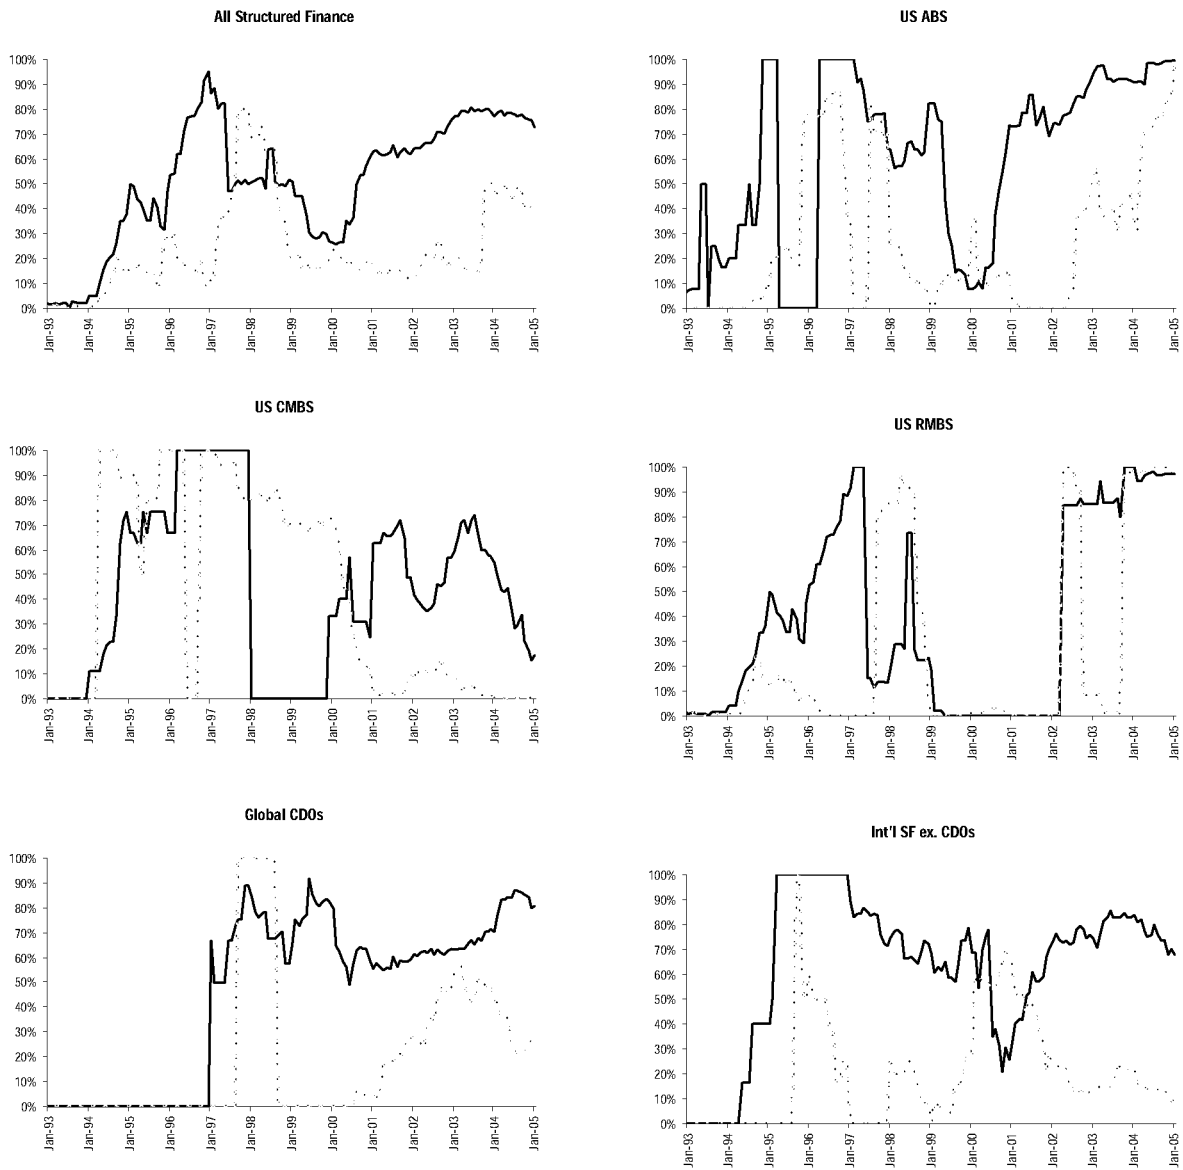 All Structured Finance
100%
90%
80%
70%
60%
50%
40%
30%
20%
10%
0%
Jan-93
Jan-94
Jan-95
Jan-96
Jan-97
Jan-98
Jan-99
Jan-00
Jan-01
Jan-02
Jan-03
Jan-04
Jan-05
US ABS
100%
90%
80%
70%
60%
50%
40%
30%
20%
10%
0%
Jan-93
Jan-94
Jan-95
Jan-96
Jan-97
Jan-98
Jan-99
Jan-00
Jan-01
Jan-02
Jan-03
Jan-04
Jan-05
US CMBS
100%
90%
80%
70%
60%
50%
40%
30%
20%
10%
0%
Jan-93
Jan-94
Jan-95
Jan-96
Jan-97
Jan-98
Jan-99
Jan-00
Jan-01
Jan-02
Jan-03
Jan-04
Jan-05
US RMBS
100%
90%
80%
70%
60%
50%
40%
30%
20%
10%
0%
Jan-93
Jan-94
Jan-95
Jan-96
Jan-97
Jan-98
Jan-99
Jan-00
Jan-01
Jan-02
Jan-03
Jan-04
Jan-05
Global CDOs
100%
90%
80%
70%
60%
50%
40%
30%
20%
10%
0%
Jan-93
Jan-94
Jan-95
Jan-96
Jan-97
Jan-98
Jan-99
Jan-00
Jan-01
Jan-02
Jan-03
Jan-04
Jan-05
Int'l SF ex. CDOs
100%
90%
80%
70%
60%
50%
40%
30%
20%
10%
0%
Jan-93
Jan-94
Jan-95
Jan-96
Jan-97
Jan-98
Jan-99
Jan-00
Jan-01
Jan-02
Jan-03
Jan-04
Jan-05